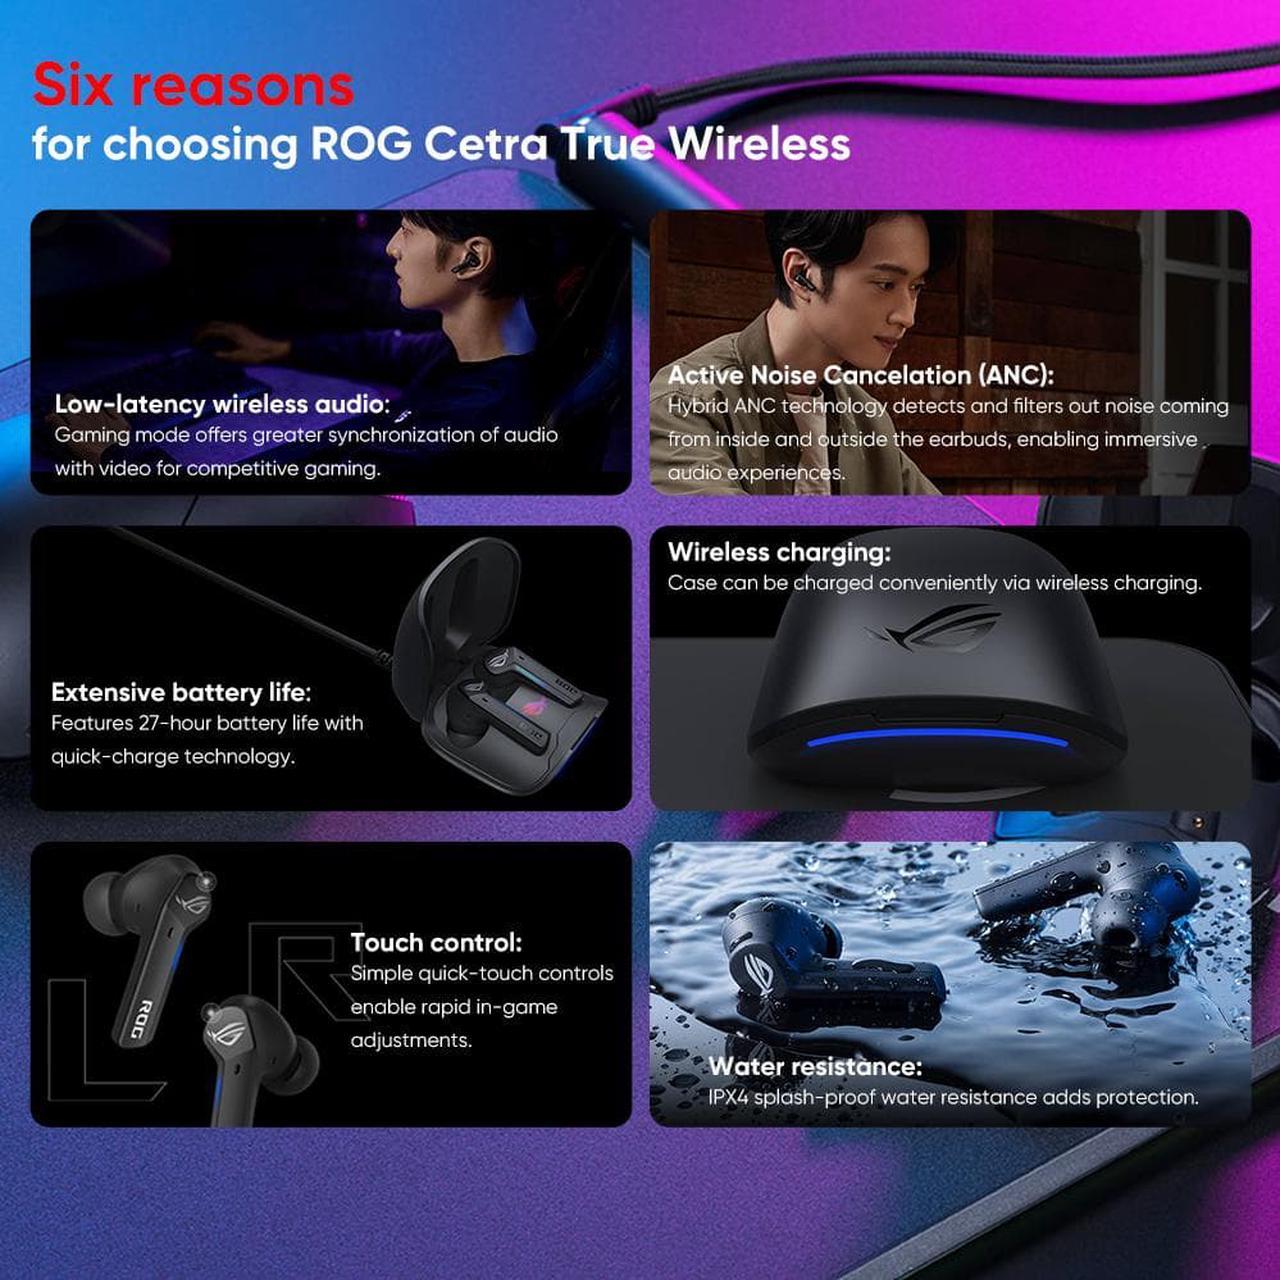 Six reasons
for choosing ROG Cetra True Wireless
Low-latency wireless audio:
Gaming mode offers greater synchronization of audio
with video for competitive gaming.
Active Noise Cancelation (ANC):
Hybrid ANC technology detects and filters out noise coming
from inside and outside the earbuds, enabling immersive
audio experiences.
Extensive battery life:
Features 27-hour battery life with
quick-charge technology.
ROG
Wireless charging:
Case can be charged conveniently via wireless charging.
L
R
ROG
Touch control:
Simple quick-touch controls
enable rapid in-game
adjustments.
Water resistance:
IPX4 splash-proof water resistance adds protection.